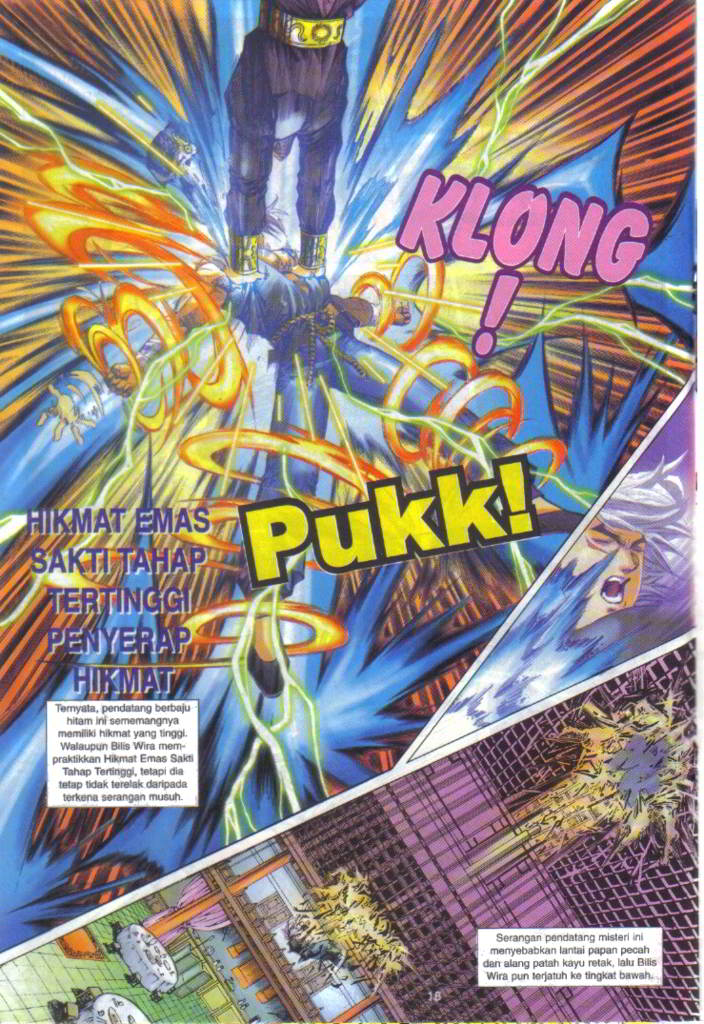 KLONG
!
Pukk!
HIKMAT EMAS
SAKTI TAHAP
TERTINGGI
PENYERAP
HIKMAT
Ternyata, pendatang berbaju
hitam ini sememangnya
memiliki hikmat yang tinggi.
Walaupun Bilis Wira mem-
praktikkan Hikmat Emas Sakti
Tahap Tertinggi, tetapi dia
tetap tidak terelak daripada
terkena serangan musuh.
Serangan pendatang misteri ini
menyebabkan lantai papan pecah
dan alang patah kayu retak, lalu Bilis
Wira pun terjatuh ke tingkat bawah.
18